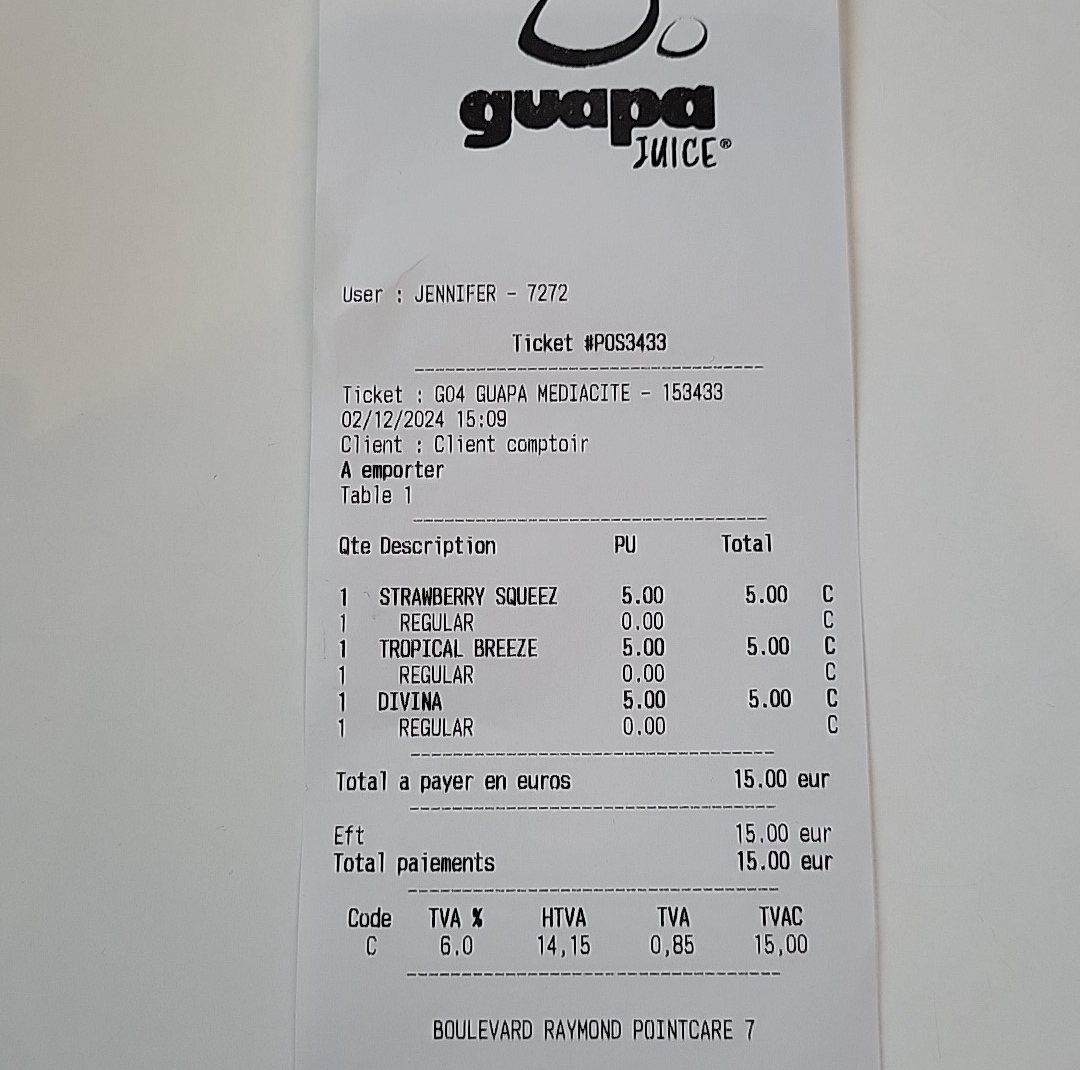 guapa
JUICE®
User : JENNIFER - 7272
Ticket #POS3433
Ticket : GO4 GUAPA MEDIACITE - 153433
02/12/2024 15:09
Client : Client comptoir
A emporter
Table 1
Qte Description PU Total
1 STRAWBERRY SQUEEZ 5.00 5.00 C
1 REGULAR 0.00 C
1 TROPICAL BREEZE 5.00 5.00 C
1 REGULAR 0.00 C
1 DIVINA 5.00 5.00 C
1 REGULAR 0.00 C
Total a payer en euros 15.00 eur
Eft 15.00 eur
Total paiements 15.00 eur
Code TVA % HTVA TVA TVAC
C 6.0 14,15 0,85 15,00
BOULEVARD RAYMOND POINTCARE 7